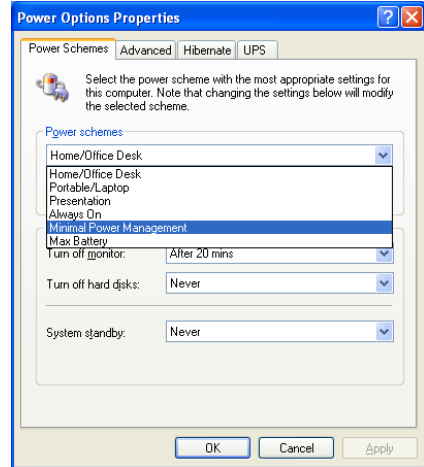 Power Options Properties
Power Schemes Advanced Hibernate UPS
Select the power scheme with the most appropriate settings for
this computer. Note that changing the settings below will modify
the selected scheme.
Power schemes
Home/Office Desk
Home/Office Desk
Portable/Laptop
Presentation
Always On
Minimal Power Management
Max Battery
Turn off monitor: After 20 mins
Turn off hard disks: Never
System standby: Never
OK Cancel Apply